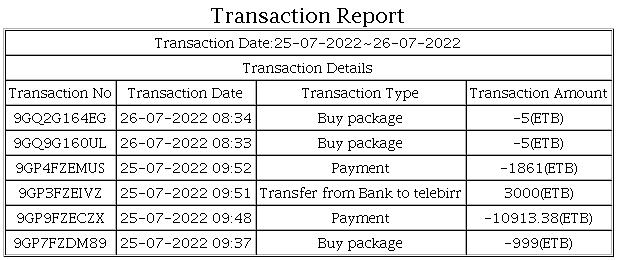 Transaction Report
Transaction Date:25-07-2022~26-07-2022
Transaction Details
Transaction No Transaction Date Transaction Type Transaction Amount
9GQ2G164EG 26-07-2022 08:34 Buy package -5(ETB)
9GQ9G160UL 26-07-2022 08:33 Buy package -5(ETB)
9GP4FZEMUS 25-07-2022 09:52 Payment -1861(ETB)
9GP3FZEIVZ 25-07-2022 09:51 Transfer from Bank to telebirr 3000(ETB)
9GP9FZECZX 25-07-2022 09:48 Payment -10913.38(ETB)
9GP7FZDM89 25-07-2022 09:37 Buy package -999(ETB)